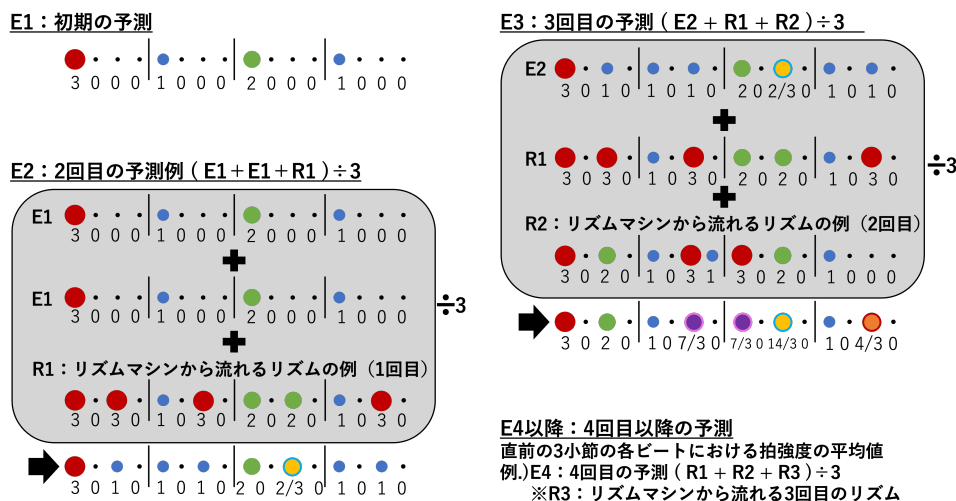 E1：初期の予測
3 0 0 0 1 0 0 0 2 0 0 0 1 0 0 0
E2：2回目の予測例（E1＋E1＋R1）÷3
E1
3 0 0 0 1 0 0 0 2 0 0 0 1 0 0 0
+
E1
3 0 0 0 1 0 0 0 2 0 0 0 1 0 0 0
+
÷3
R1：リズムマシンから流れるリズムの例（1回目）
3 0 3 0 1 0 3 0 2 0 2 0 1 0 3 0
3 0 1 0 1 0 1 0 2 0 2/3 0 1 0 1 0
E3：3回目の予測（E2 + R1 + R2）÷3
E2
3 0 1 0 1 0 1 0 2 0 2/3 0 1 0 1 0
+
R1
3 0 3 0 1 0 3 0 2 0 2 0 1 0 3 0
+
÷3
R2：リズムマシンから流れるリズムの例（2回目）
3 0 2 0 1 0 3 1 3 0 2 0 1 0 0 0
3 0 2 0 1 0 7/3 0 7/3 0 14/3 0 1 0 4/3 0
E4以降：4回目以降の予測
直前の3小節の各ビートにおける拍強度の平均値
例.)E4：4回目の予測（R1 + R2 + R3）÷3
※R3：リズムマシンから流れる3回目のリズム